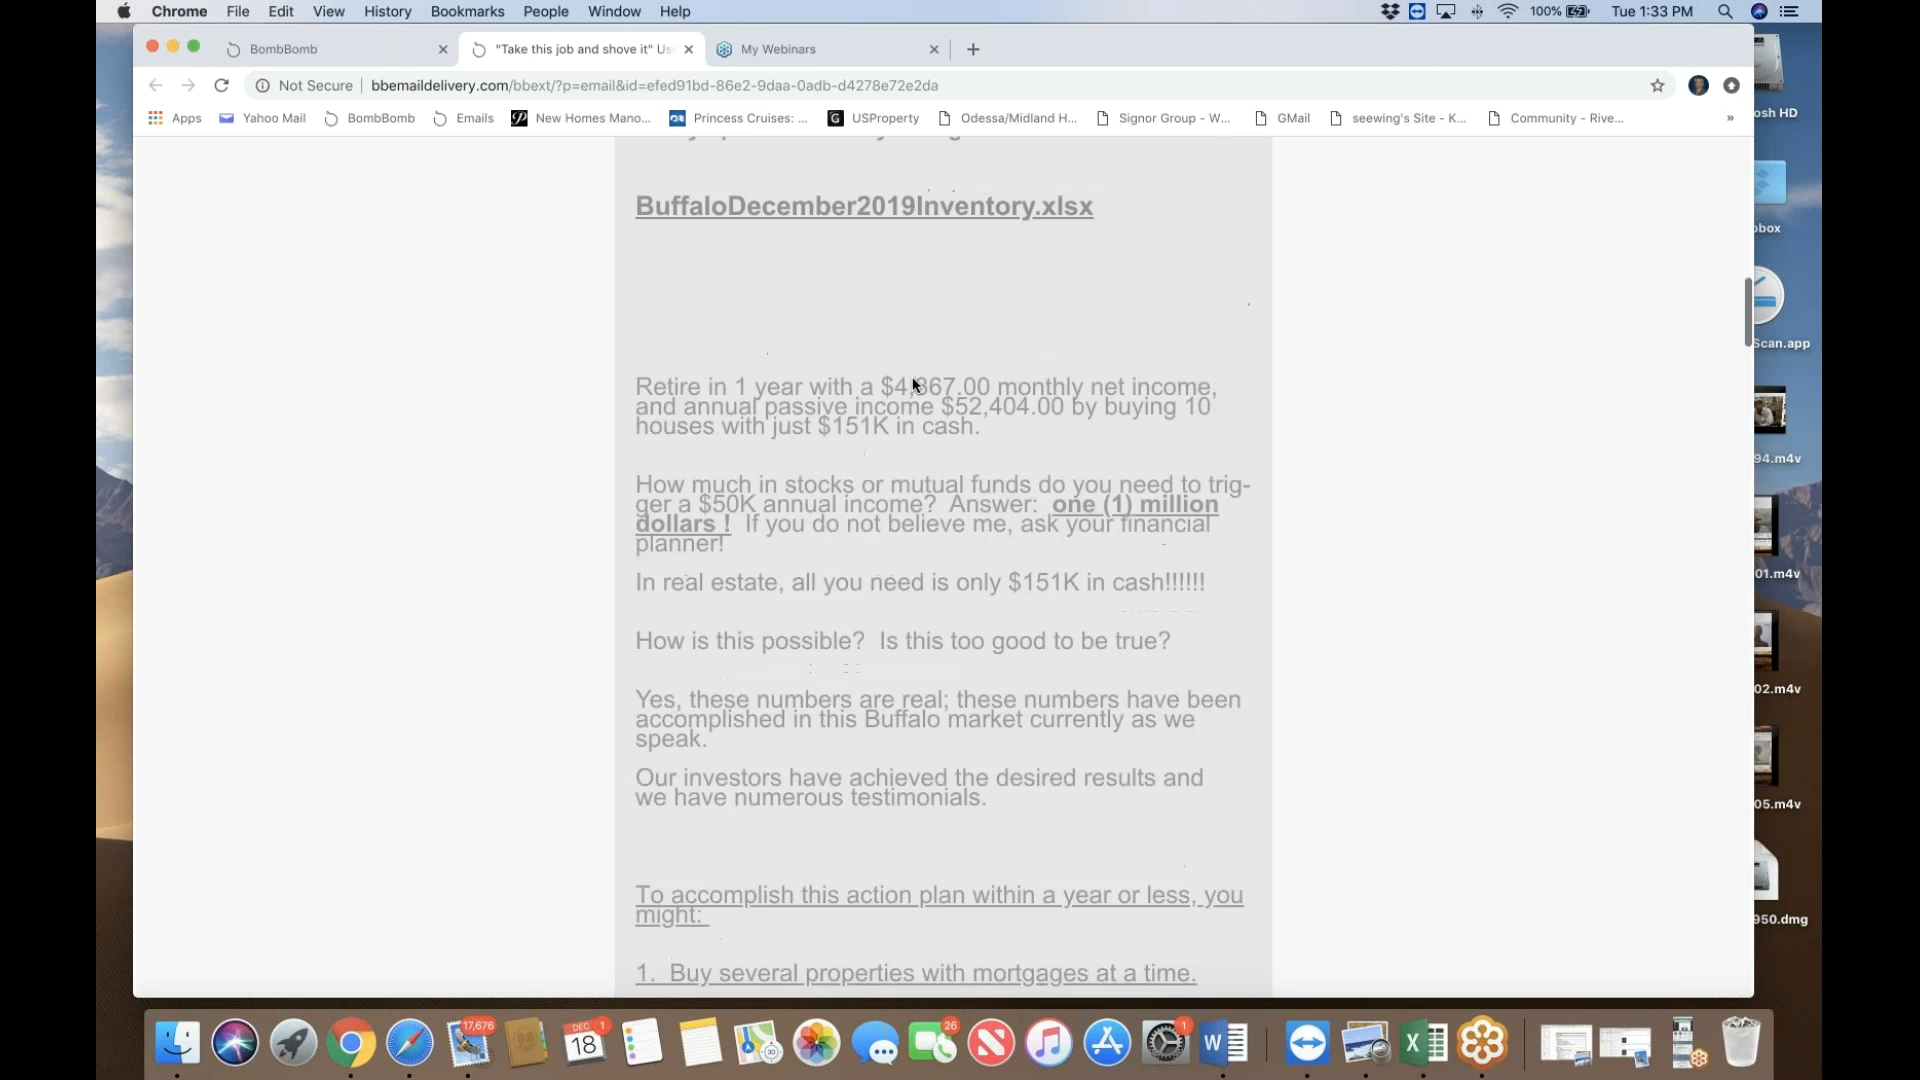 Chrome File Edit View History Bookmarks People Window Help 100% Tue 1:33 PM
BombBomb "Take this job and shove it" Us My Webinars
Not Secure bbemaildelivery.com/bbext/?p=email&id=efed91bd-86e2-9daa-0adb-d4278e72e2da
Apps Yahoo Mail BombBomb Emails New Homes Mano... Princess Cruises: ... USProperty Odessa/Midland H... Signor Group - W... GMail seewing's Site - K... Community - Rive... »
osh HD
BuffaloDecember2019Inventory.xlsx
box
Scan.app
Retire in 1 year with a $4,367.00 monthly net income,
and annual passive income $52,404.00 by buying 10
houses with just $151K in cash.
94.m4v
How much in stocks or mutual funds do you need to trig-
ger a $50K annual income? Answer: one (1) million
dollars ! If you do not believe me, ask your financial
planner!
01.m4v
In real estate, all you need is only $151K in cash!!!!!!
How is this possible? Is this too good to be true?
02.m4v
Yes, these numbers are real; these numbers have been
accomplished in this Buffalo market currently as we
speak.
Our investors have achieved the desired results and
we have numerous testimonials.
05.m4v
To accomplish this action plan within a year or less, you
might:
950.dmg
1. Buy several properties with mortgages at a time.
17,676 DEC 18 1 26 1